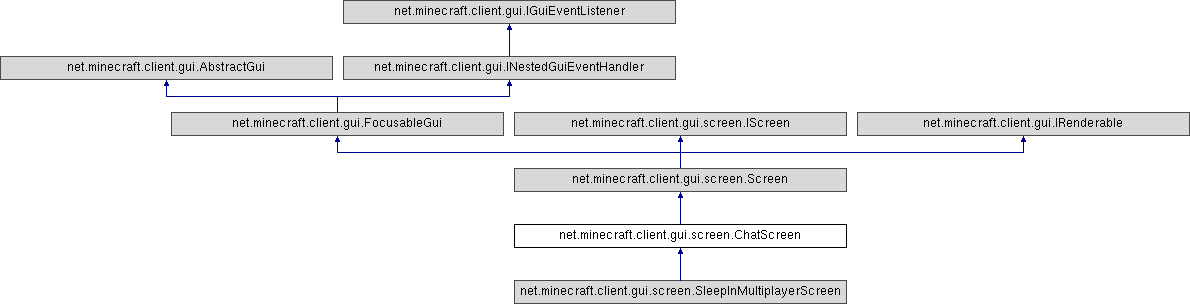 net.minecraft.client.gui.IGuiEventListener
net.minecraft.client.gui.AbstractGui
net.minecraft.client.gui.INestedGuiEventHandler
net.minecraft.client.gui.FocusableGui
net.minecraft.client.gui.screen.IScreen
net.minecraft.client.gui.IRenderable
net.minecraft.client.gui.screen.Screen
net.minecraft.client.gui.screen.ChatScreen
net.minecraft.client.gui.screen.SleepInMultiplayerScreen